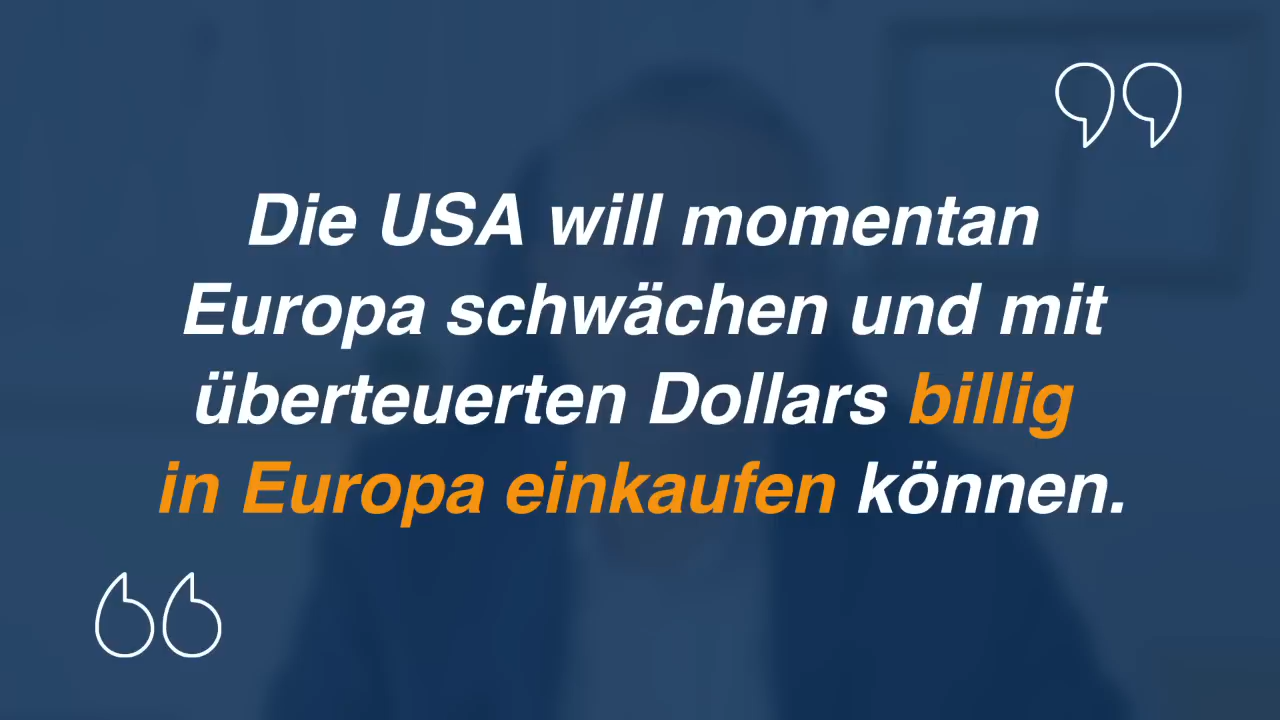 Die USA will momentan
Europa schwächen und mit
überteuerten Dollars billig
in Europa einkaufen können.